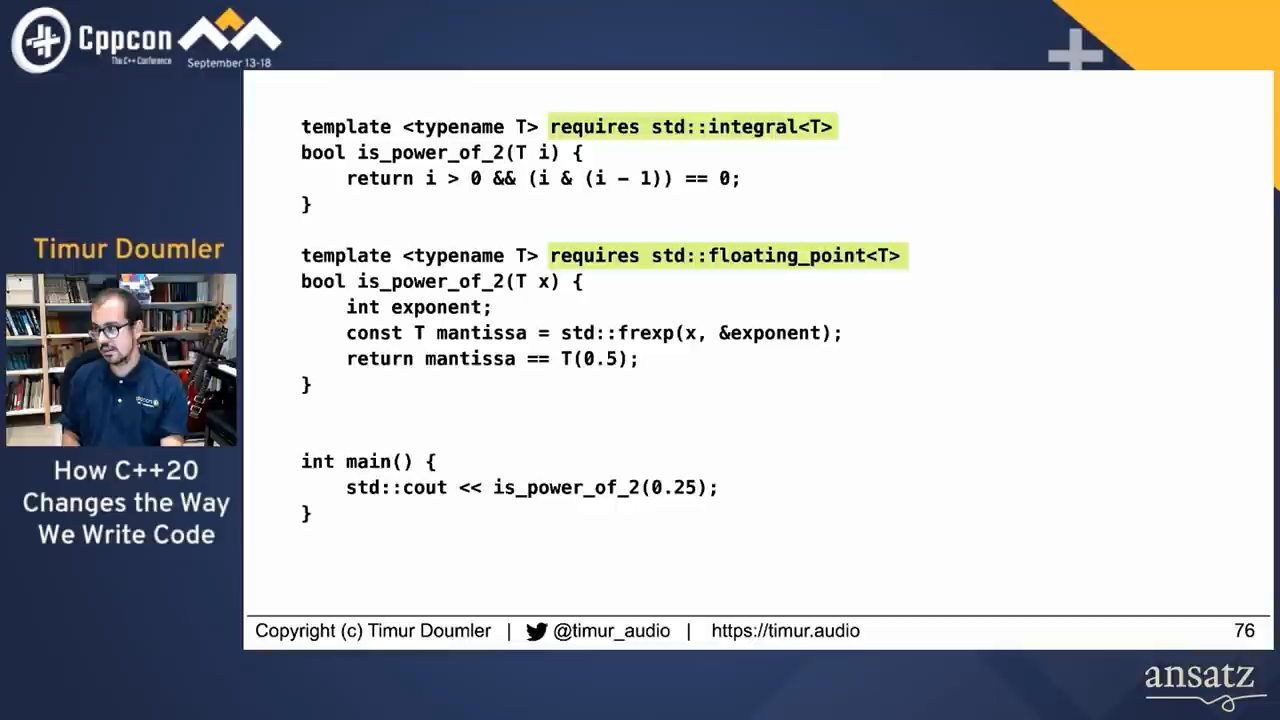 Cppcon
The C++ Conference
September 13-18
Timur Doumler
How C++20
Changes the Way
We Write Code
template <typename T> requires std::integral<T>
bool is_power_of_2(T i) {
    return i > 0 && (i & (i - 1)) == 0;
}
template <typename T> requires std::floating_point<T>
bool is_power_of_2(T x) {
    int exponent;
    const T mantissa = std::frexp(x, &exponent);
    return mantissa == T(0.5);
}
int main() {
    std::cout << is_power_of_2(0.25);
}
Copyright (c) Timur Doumler | @timur_audio | https://timur.audio 76
ansatz